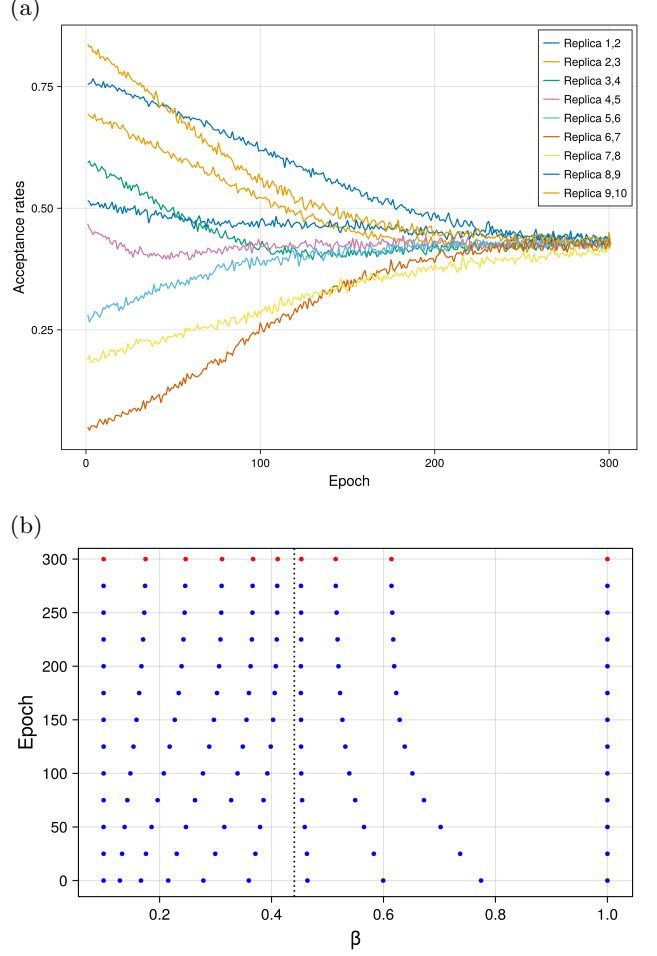 (a)
Acceptance rates
0.75
0.50
0.25
0
100
200
300
Epoch
Replica 1,2
Replica 2,3
Replica 3,4
Replica 4,5
Replica 5,6
Replica 6,7
Replica 7,8
Replica 8,9
Replica 9,10
(b)
Epoch
300
250
200
150
100
50
0
0.2
0.4
0.6
0.8
1.0
β